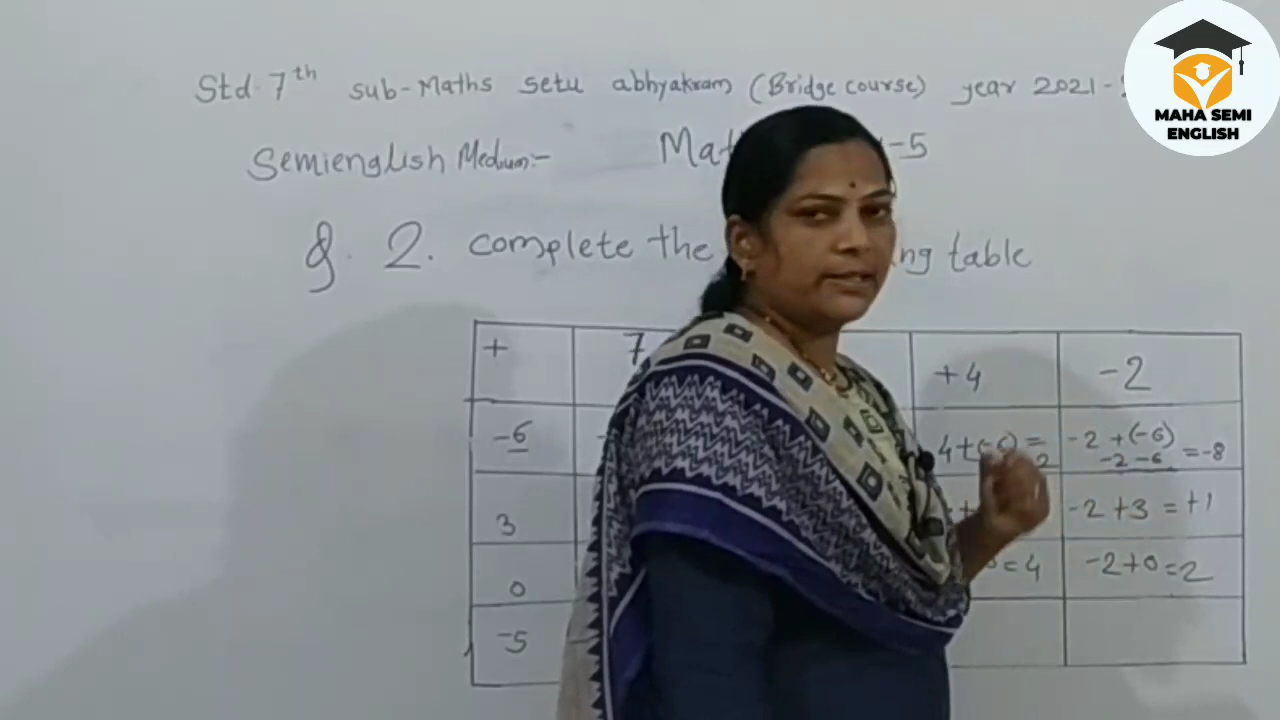 Std-7th sub-Maths setu abhyakram (Bridge course) year 2021-
MAHA SEMI
ENGLISH
Semienglish Medium:- -5
Q. 2. complete the table
+ 7 +4 -2
-6 4+(-6)= -2 +(-6)
-2 -6 =-8
3 -2+3=+1
0 =4 -2+0=2
-5